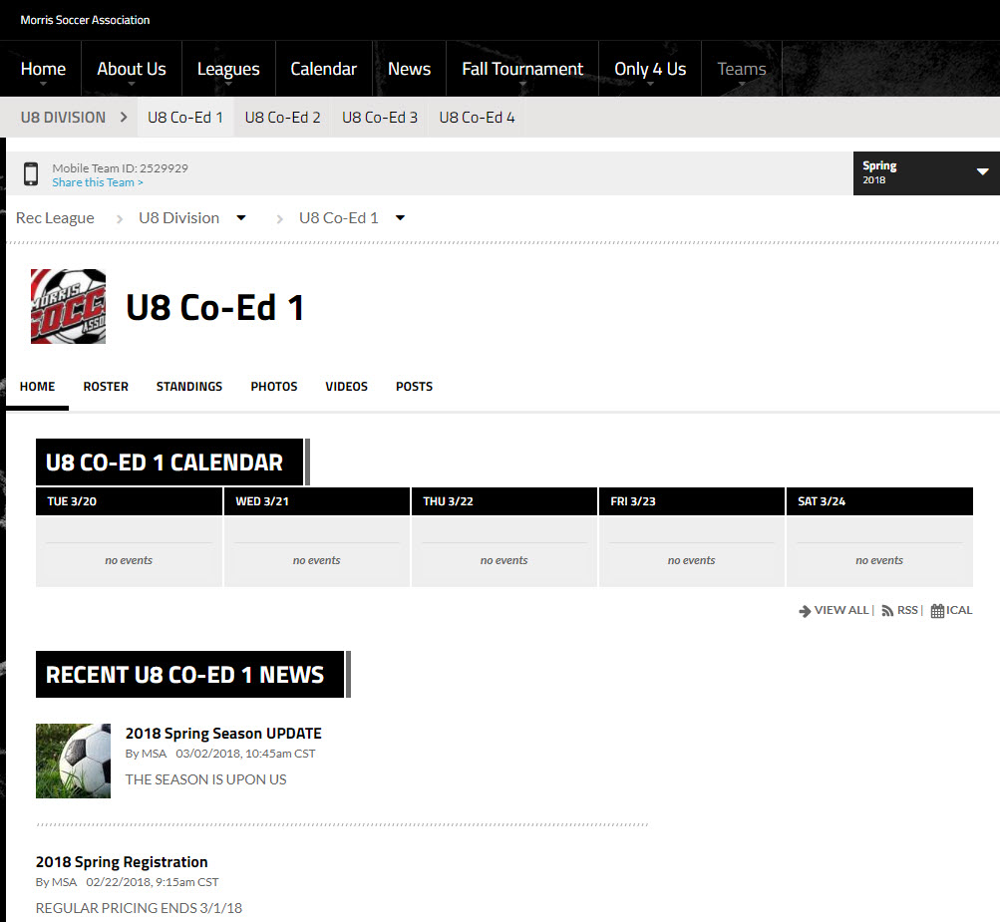 Morris Soccer Association
Home About Us Leagues Calendar News Fall Tournament Only 4 Us Teams
U8 DIVISION U8 Co-Ed 1 U8 Co-Ed 2 U8 Co-Ed 3 U8 Co-Ed 4
Mobile Team ID: 2529929
Share this Team >
Spring
2018
Rec League U8 Division U8 Co-Ed 1
MORRIS
SOCC
ASSO
U8 Co-Ed 1
HOME ROSTER STANDINGS PHOTOS VIDEOS POSTS
U8 CO-ED 1 CALENDAR
TUE 3/20 WED 3/21 THU 3/22 FRI 3/23 SAT 3/24
no events no events no events no events no events
VIEW ALL | RSS | ICAL
RECENT U8 CO-ED 1 NEWS
2018 Spring Season UPDATE
By MSA 03/02/2018, 10:45am CST
THE SEASON IS UPON US
2018 Spring Registration
By MSA 02/22/2018, 9:15am CST
REGULAR PRICING ENDS 3/1/18